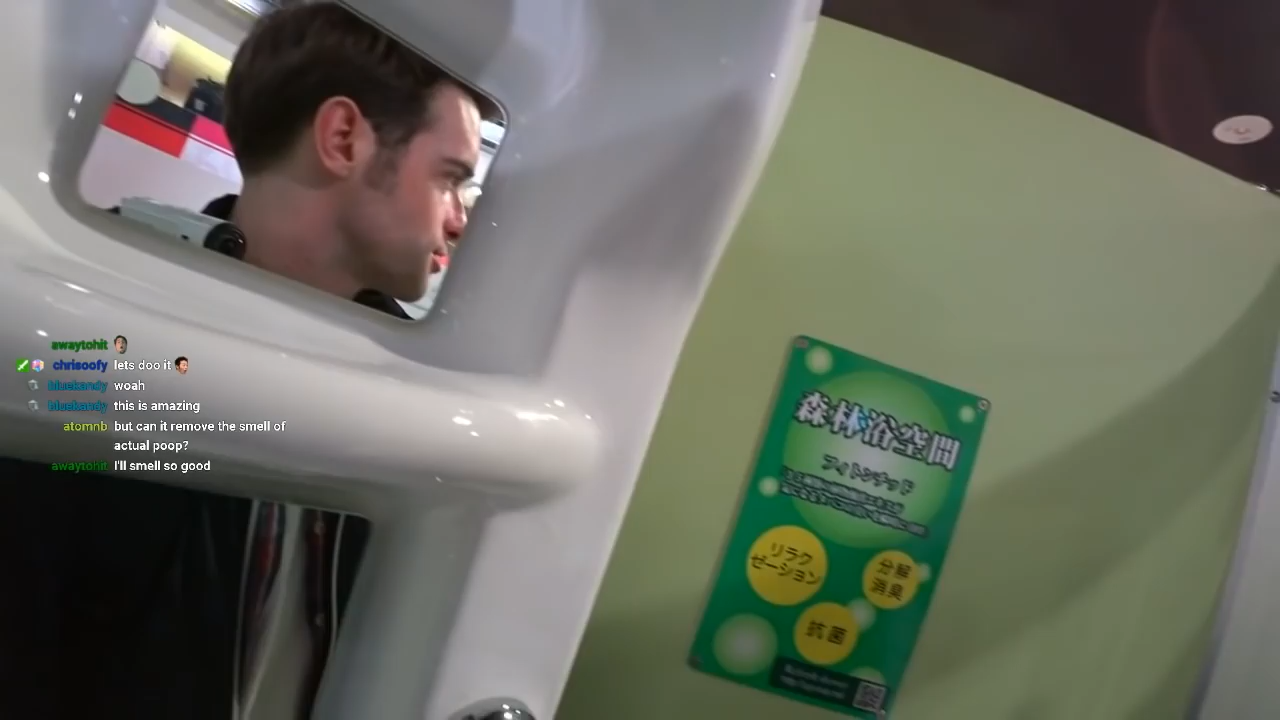 awaytohit
chrisoofy lets doo it
bluekandy woah
bluekandy this is amazing
atomnb but can it remove the smell of
actual poop?
awaytohit I'll smell so good
森林浴空間
フィトンチッド
リラク
ゼーション
分解
消臭
抗菌